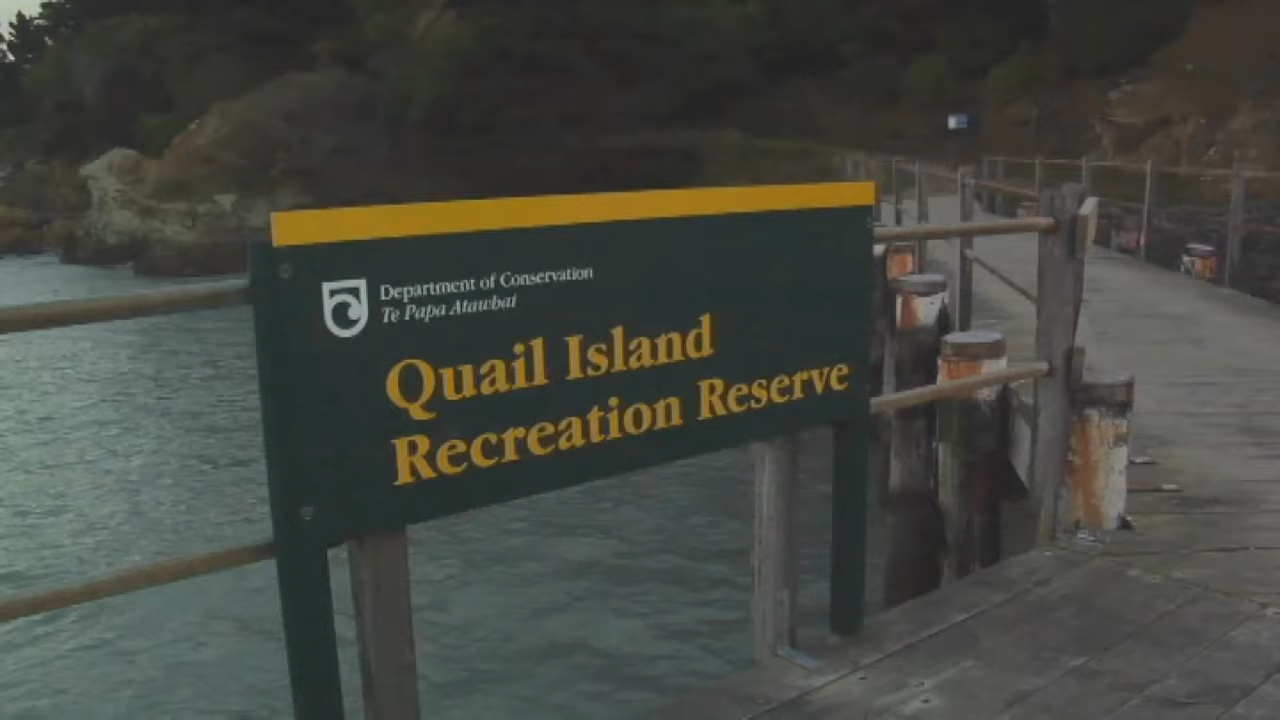 Department of Conservation
Te Papa Atawhai
Quail Island
Recreation Reserve